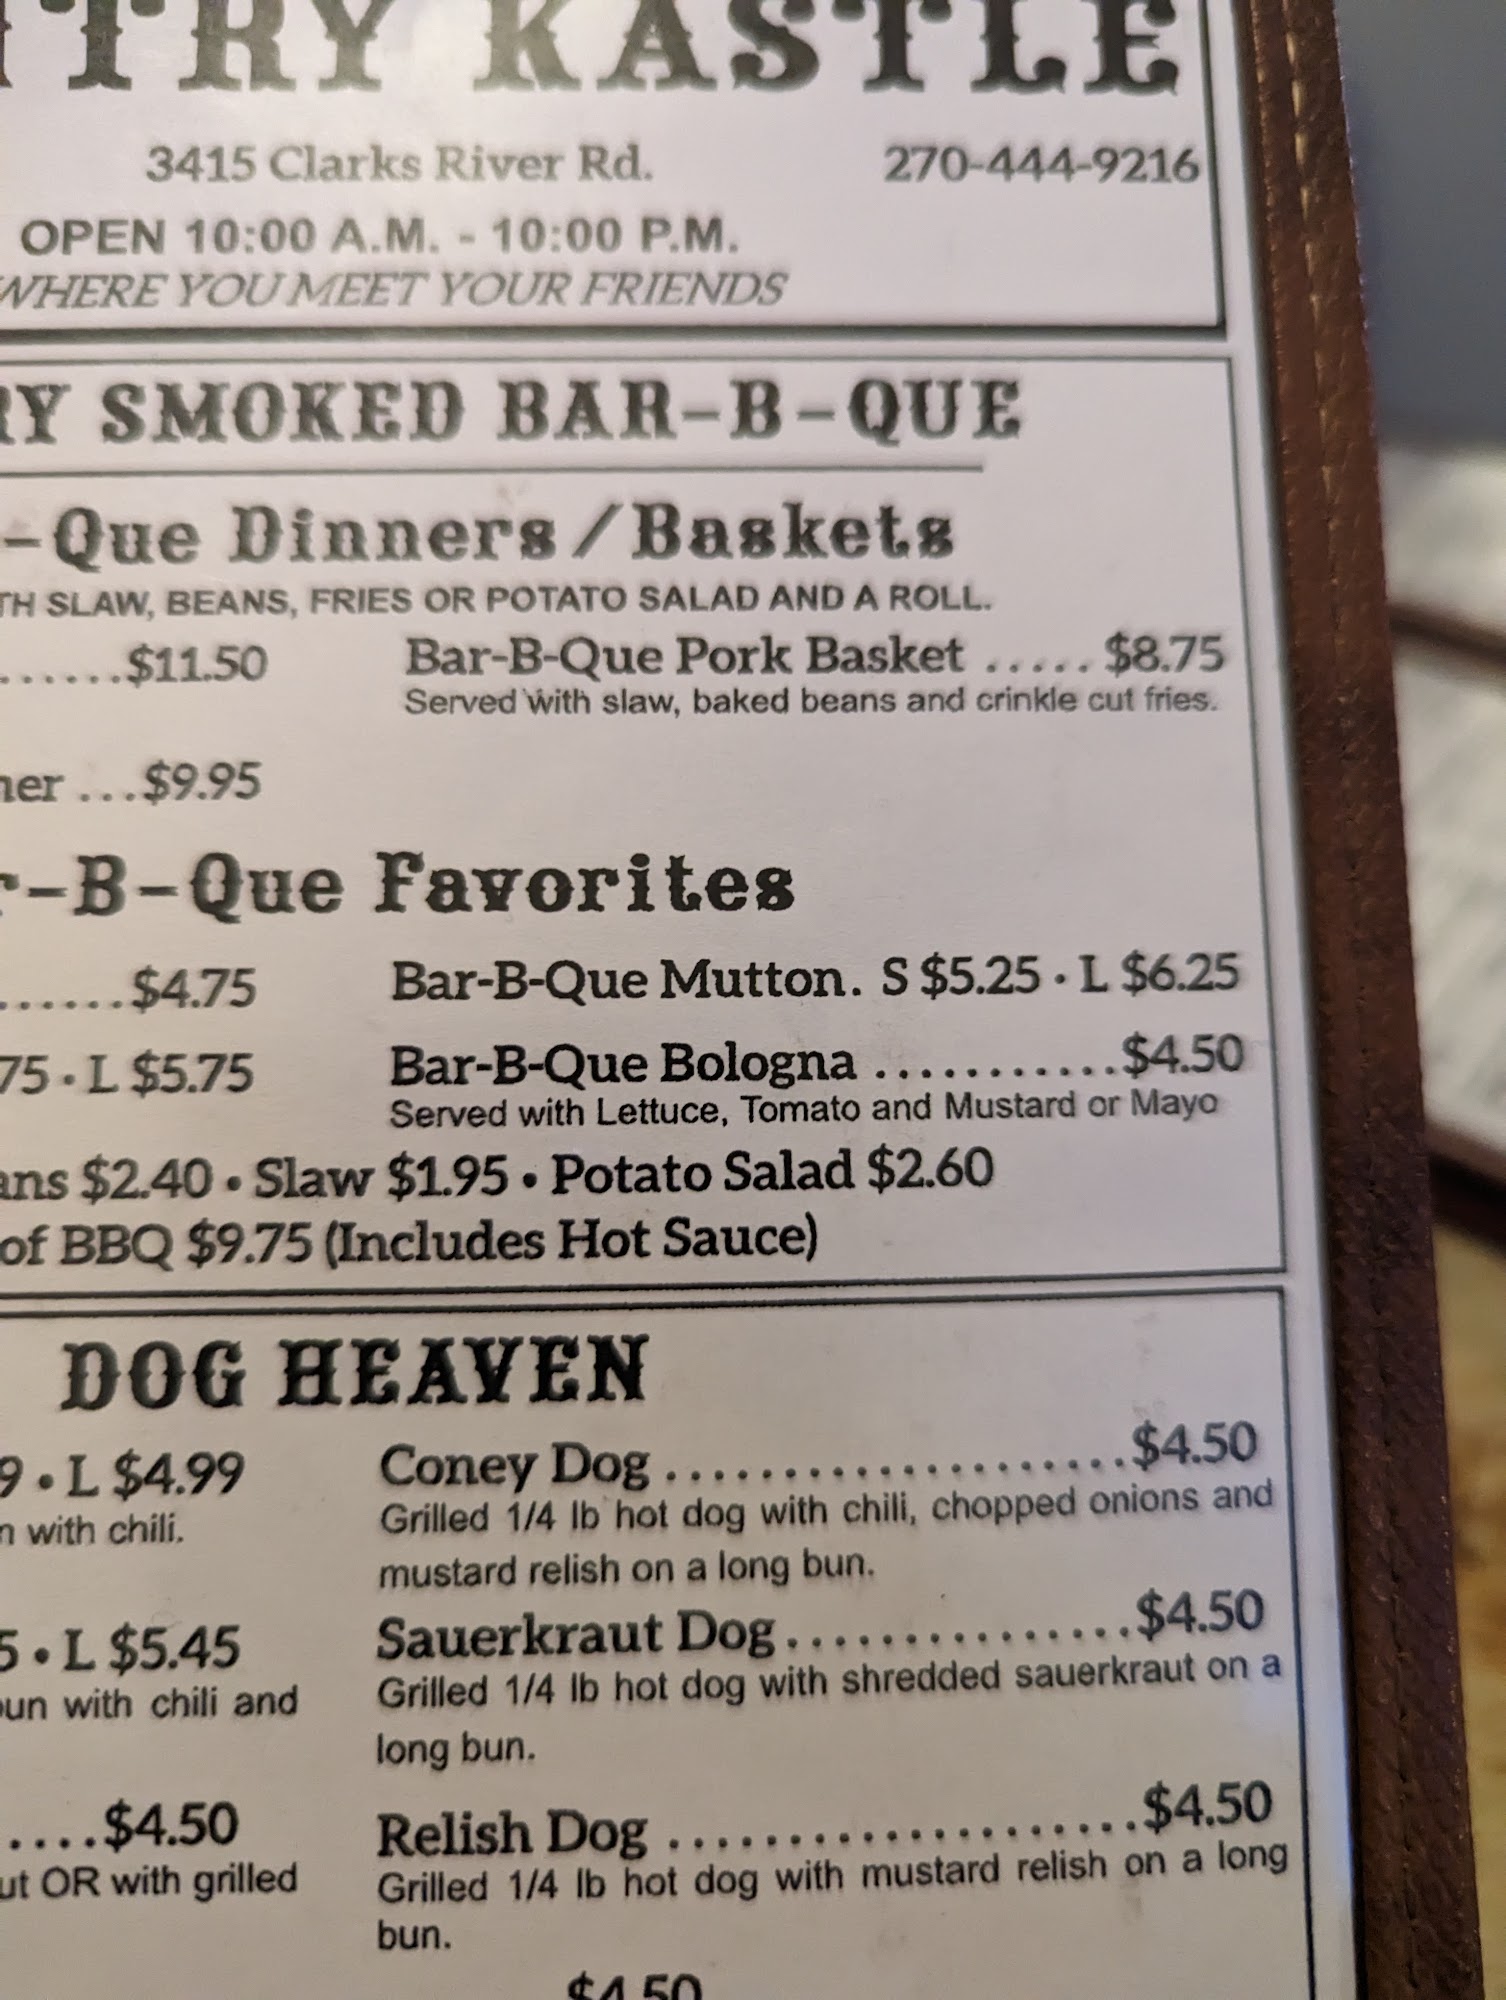 TRY KASTLE
3415 Clarks River Rd. 270-444-9216
OPEN 10:00 A.M. - 10:00 P.M.
WHERE YOU MEET YOUR FRIENDS
RY SMOKED BAR-B-QUE
-Que Dinners/Baskets
TH SLAW, BEANS, FRIES OR POTATO SALAD AND A ROLL.
.......$11.50 Bar-B-Que Pork Basket .....$8.75
Served with slaw, baked beans and crinkle cut fries.
ner ...$9.95
r-B-Que Favorites
.......$4.75 Bar-B-Que Mutton. S $5.25 · L $6.25
75 · L $5.75 Bar-B-Que Bologna ...........$4.50
Served with Lettuce, Tomato and Mustard or Mayo
ans $2.40 • Slaw $1.95 • Potato Salad $2.60
of BBQ $9.75 (Includes Hot Sauce)
DOG HEAVEN
9 • L $4.99 Coney Dog......................$4.50
n with chili. Grilled 1/4 lb hot dog with chili, chopped onions and
mustard relish on a long bun.
5 • L $5.45 Sauerkraut Dog................$4.50
bun with chili and Grilled 1/4 lb hot dog with shredded sauerkraut on a
long bun.
....$4.50 Relish Dog ......................$4.50
ut OR with grilled Grilled 1/4 lb hot dog with mustard relish on a long
bun.
$4.50